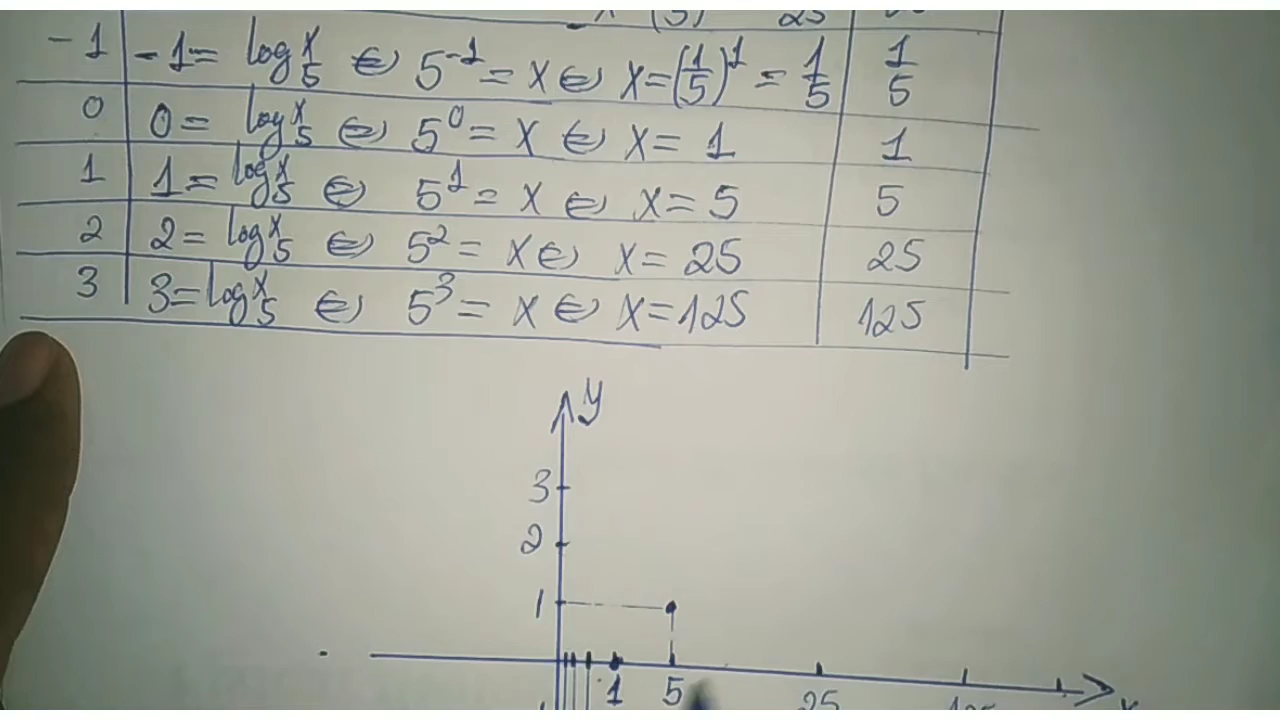 25
-1 -1= log x 5 ⇔ 5^-1 = x ⇔ x=(1/5)^1 = 1/5 1/5
0 0= log x 5 ⇔ 5^0 = x ⇔ x= 1 1
1 1= log x 5 ⇔ 5^1 = x ⇔ x= 5 5
2 2= log x 5 ⇔ 5^2 = x ⇔ x= 25 25
3 3= log x 5 ⇔ 5^3 = x ⇔ x=125 125
y
3
2
1
1 5 25 125
x